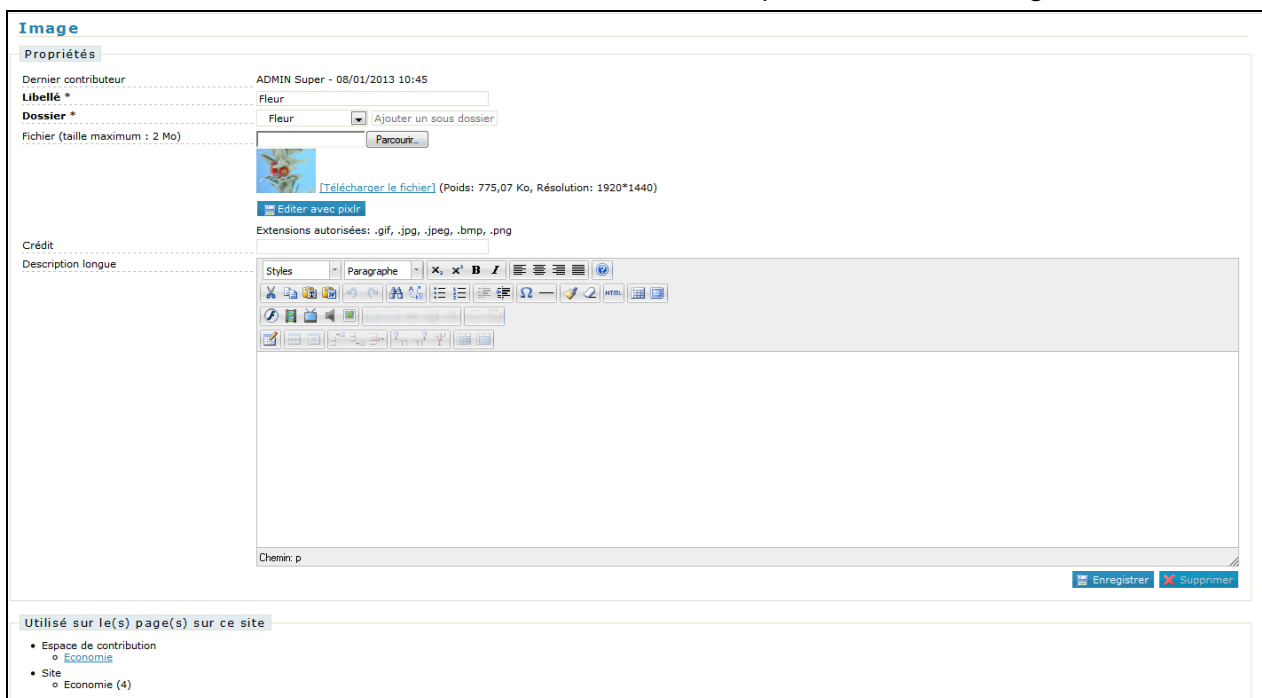 Image
Propriétés
Dernier contributeur ADMIN Super - 08/01/2013 10:45
Libellé * Fleur
Dossier * Fleur Ajouter un sous dossier
Fichier (taille maximum : 2 Mo) Parcourir...
[Télécharger le fichier] (Poids: 775,07 Ko, Résolution: 1920*1440)
Editer avec pixlr
Extensions autorisées: .gif, .jpg, .jpeg, .bmp, .png
Crédit
Description longue
Styles Paragraphe B I
Ω HTML
Chemin: p
Enregistrer Supprimer
Utilisé sur le(s) page(s) sur ce site
• Espace de contribution
o Economie
• Site
o Economie (4)